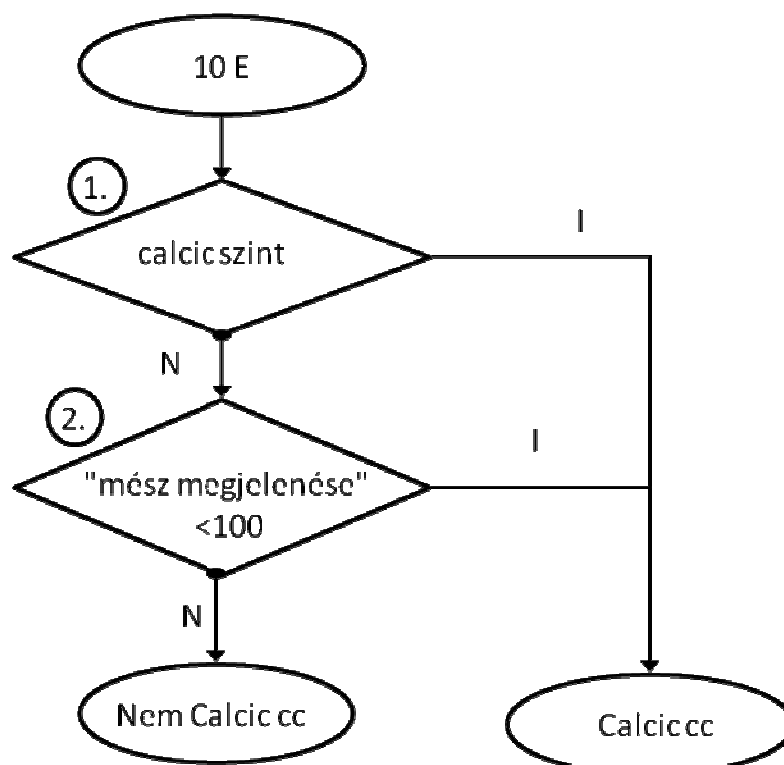 10 E
1.
calcic szint
I
N
2.
"mész megjelenése"
<100
I
N
Nem Calcic cc
Calcic cc